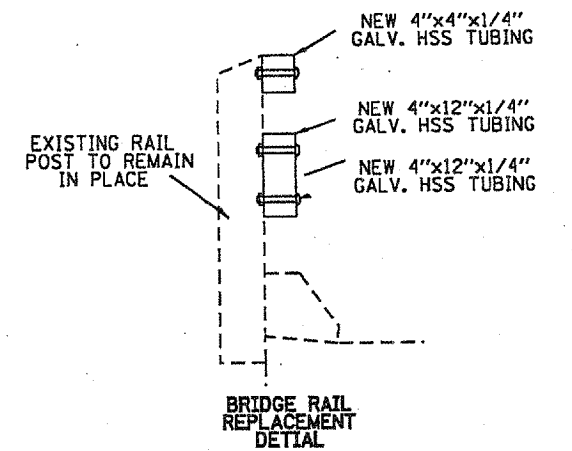 NEW 4"x4"x1/4"
GALV. HSS TUBING
NEW 4"x12"x1/4"
GALV. HSS TUBING
NEW 4"x12"x1/4"
GALV. HSS TUBING
EXISTING RAIL
POST TO REMAIN
IN PLACE
BRIDGE RAIL
REPLACEMENT
DETIAL